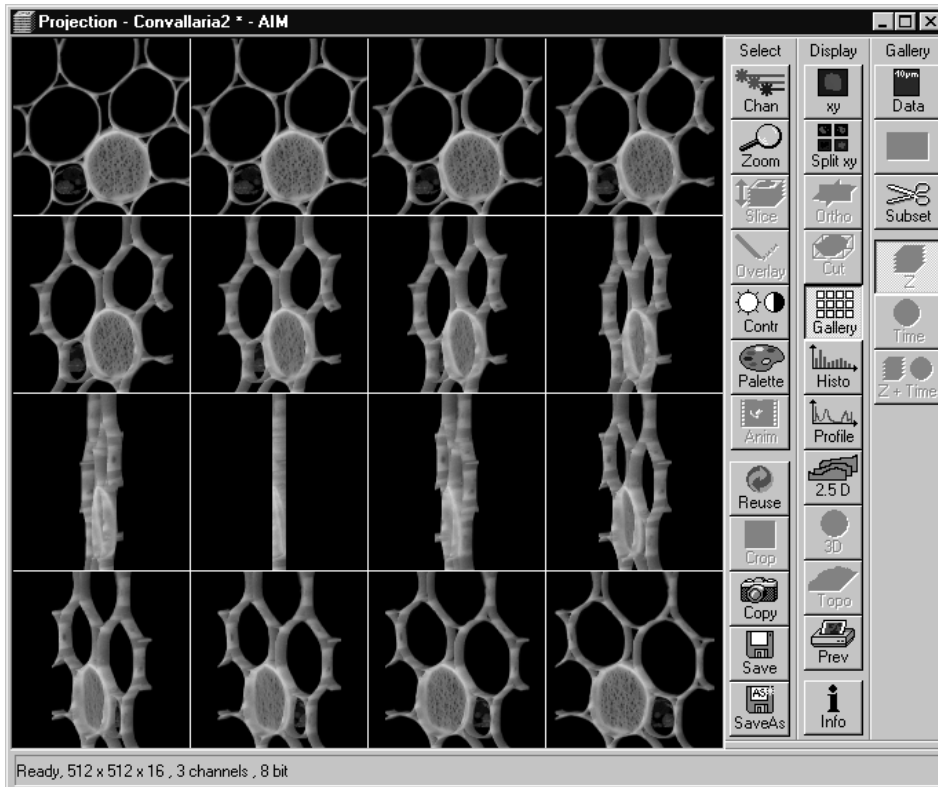 Projection - Convallaria2 * - AIM
Select
Chan
Zoom
Slice
Overlay
Contr
Palette
Anim
Reuse
Crop
Copy
Save
AS
SaveAs
Display
xy
Split xy
Ortho
Cut
Gallery
Histo
Profile
2.5 D
3D
Topo
Prev
i
Info
Gallery
10µm
Data
Subset
Z
Time
Z + Time
Ready, 512 x 512 x 16 , 3 channels , 8 bit